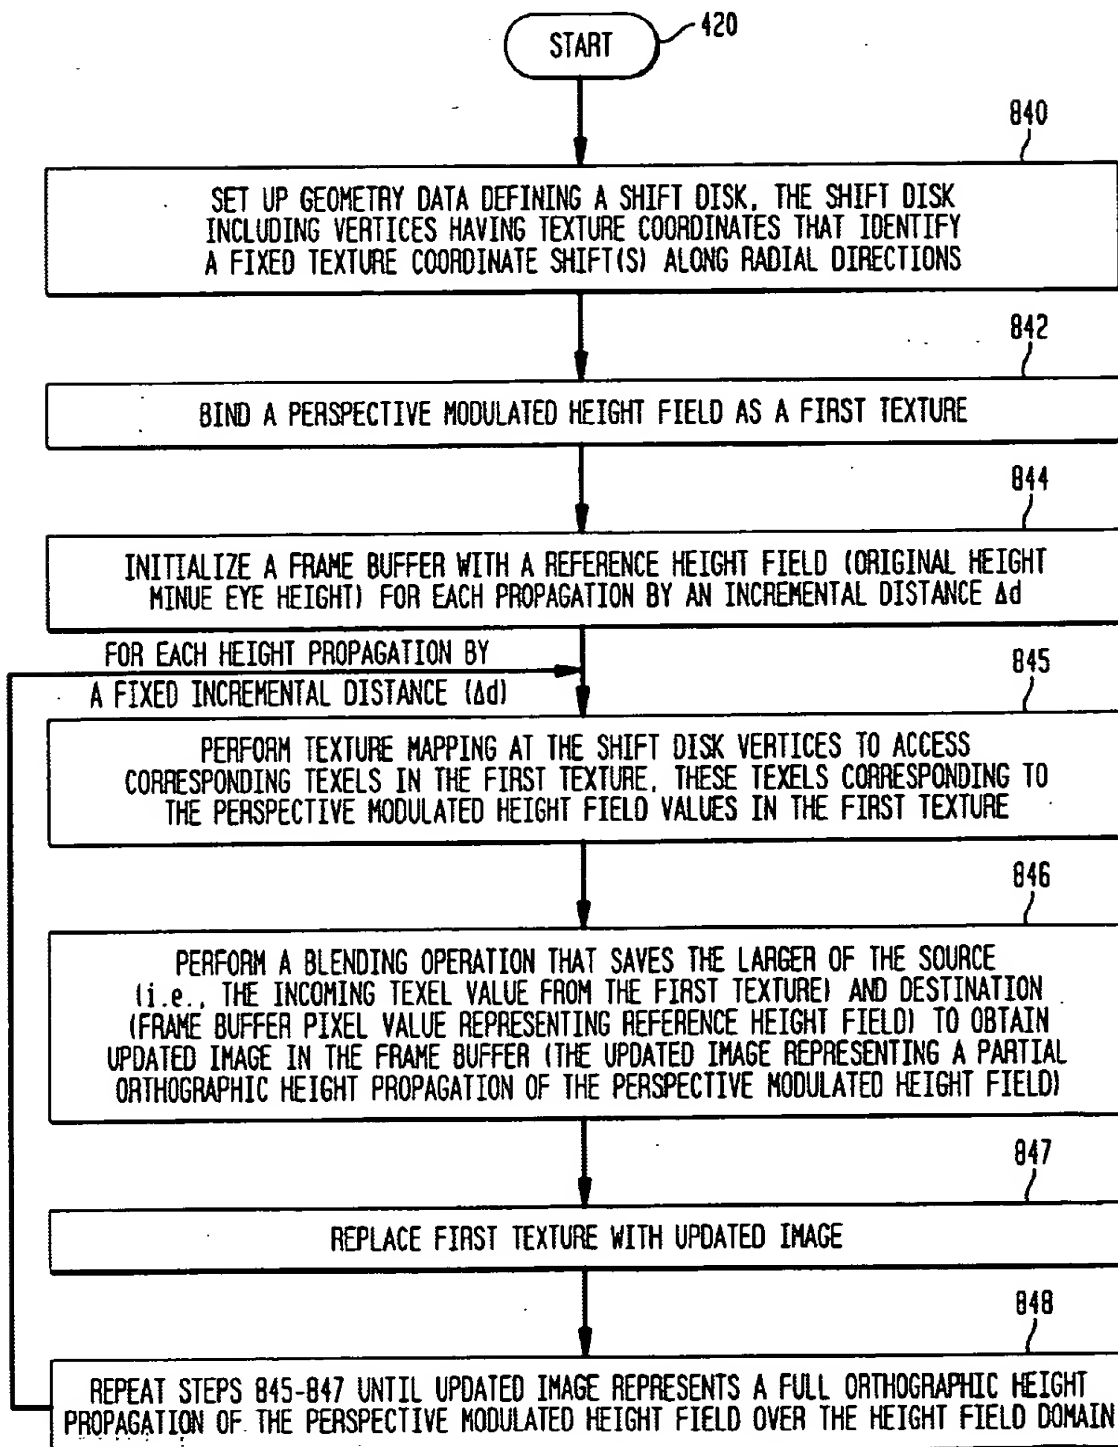 START
420
840
SET UP GEOMETRY DATA DEFINING A SHIFT DISK, THE SHIFT DISK
INCLUDING VERTICES HAVING TEXTURE COORDINATES THAT IDENTIFY
A FIXED TEXTURE COORDINATE SHIFT(S) ALONG RADIAL DIRECTIONS
842
BIND A PERSPECTIVE MODULATED HEIGHT FIELD AS A FIRST TEXTURE
844
INITIALIZE A FRAME BUFFER WITH A REFERENCE HEIGHT FIELD (ORIGINAL HEIGHT
MINUE EYE HEIGHT) FOR EACH PROPAGATION BY AN INCREMENTAL DISTANCE Δd
FOR EACH HEIGHT PROPAGATION BY
A FIXED INCREMENTAL DISTANCE (Δd)
845
PERFORM TEXTURE MAPPING AT THE SHIFT DISK VERTICES TO ACCESS
CORRESPONDING TEXELS IN THE FIRST TEXTURE, THESE TEXELS CORRESPONDING TO
THE PERSPECTIVE MODULATED HEIGHT FIELD VALUES IN THE FIRST TEXTURE
846
PERFORM A BLENDING OPERATION THAT SAVES THE LARGER OF THE SOURCE
(i.e., THE INCOMING TEXEL VALUE FROM THE FIRST TEXTURE) AND DESTINATION
(FRAME BUFFER PIXEL VALUE REPRESENTING REFERENCE HEIGHT FIELD) TO OBTAIN
UPDATED IMAGE IN THE FRAME BUFFER (THE UPDATED IMAGE REPRESENTING A PARTIAL
ORTHOGRAPHIC HEIGHT PROPAGATION OF THE PERSPECTIVE MODULATED HEIGHT FIELD)
847
REPLACE FIRST TEXTURE WITH UPDATED IMAGE
848
REPEAT STEPS 845-847 UNTIL UPDATED IMAGE REPRESENTS A FULL ORTHOGRAPHIC HEIGHT
PROPAGATION OF THE PERSPECTIVE MODULATED HEIGHT FIELD OVER THE HEIGHT FIELD DOMAIN